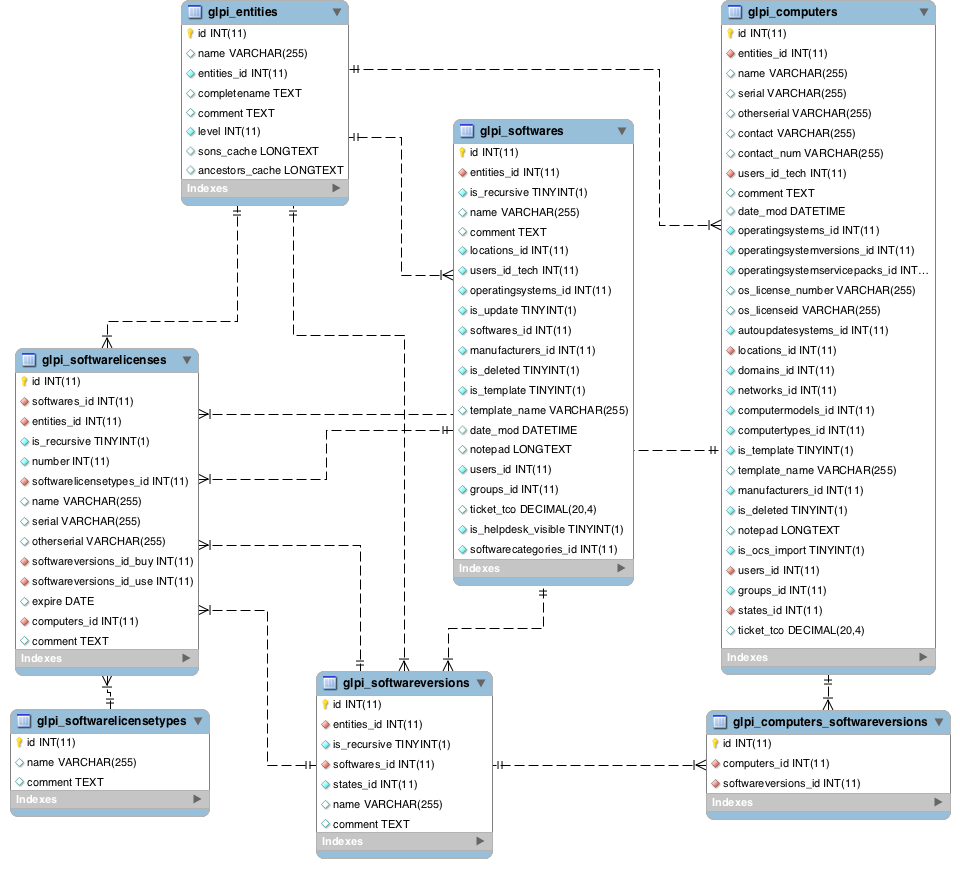 glpi_entities
id INT(11)
name VARCHAR(255)
entities_id INT(11)
completename TEXT
comment TEXT
level INT(11)
sons_cache LONGTEXT
ancestors_cache LONGTEXT
Indexes
glpi_computers
id INT(11)
entities_id INT(11)
name VARCHAR(255)
serial VARCHAR(255)
otherserial VARCHAR(255)
contact VARCHAR(255)
contact_num VARCHAR(255)
users_id_tech INT(11)
comment TEXT
date_mod DATETIME
operatingsystems_id INT(11)
operatingsystemversions_id INT(11)
operatingsystemservicepacks_id INT...
os_license_number VARCHAR(255)
os_licenseid VARCHAR(255)
autoupdatesystems_id INT(11)
locations_id INT(11)
domains_id INT(11)
networks_id INT(11)
computermodels_id INT(11)
computertypes_id INT(11)
is_template TINYINT(1)
template_name VARCHAR(255)
manufacturers_id INT(11)
is_deleted TINYINT(1)
notepad LONGTEXT
is_ocs_import TINYINT(1)
users_id INT(11)
groups_id INT(11)
states_id INT(11)
ticket_tco DECIMAL(20,4)
Indexes
glpi_softwares
id INT(11)
entities_id INT(11)
is_recursive TINYINT(1)
name VARCHAR(255)
comment TEXT
locations_id INT(11)
users_id_tech INT(11)
operatingsystems_id INT(11)
is_update TINYINT(1)
softwares_id INT(11)
manufacturers_id INT(11)
is_deleted TINYINT(1)
is_template TINYINT(1)
template_name VARCHAR(255)
date_mod DATETIME
notepad LONGTEXT
users_id INT(11)
groups_id INT(11)
ticket_tco DECIMAL(20,4)
is_helpdesk_visible TINYINT(1)
softwarecategories_id INT(11)
Indexes
glpi_softwarelicenses
id INT(11)
softwares_id INT(11)
entities_id INT(11)
is_recursive TINYINT(1)
number INT(11)
softwarelicensetypes_id INT(11)
name VARCHAR(255)
serial VARCHAR(255)
otherserial VARCHAR(255)
softwareversions_id_buy INT(11)
softwareversions_id_use INT(11)
expire DATE
computers_id INT(11)
comment TEXT
Indexes
glpi_softwarelicensetypes
id INT(11)
name VARCHAR(255)
comment TEXT
Indexes
glpi_softwareversions
id INT(11)
entities_id INT(11)
is_recursive TINYINT(1)
softwares_id INT(11)
states_id INT(11)
name VARCHAR(255)
comment TEXT
Indexes
glpi_computers_softwareversions
id INT(11)
computers_id INT(11)
softwareversions_id INT(11)
Indexes